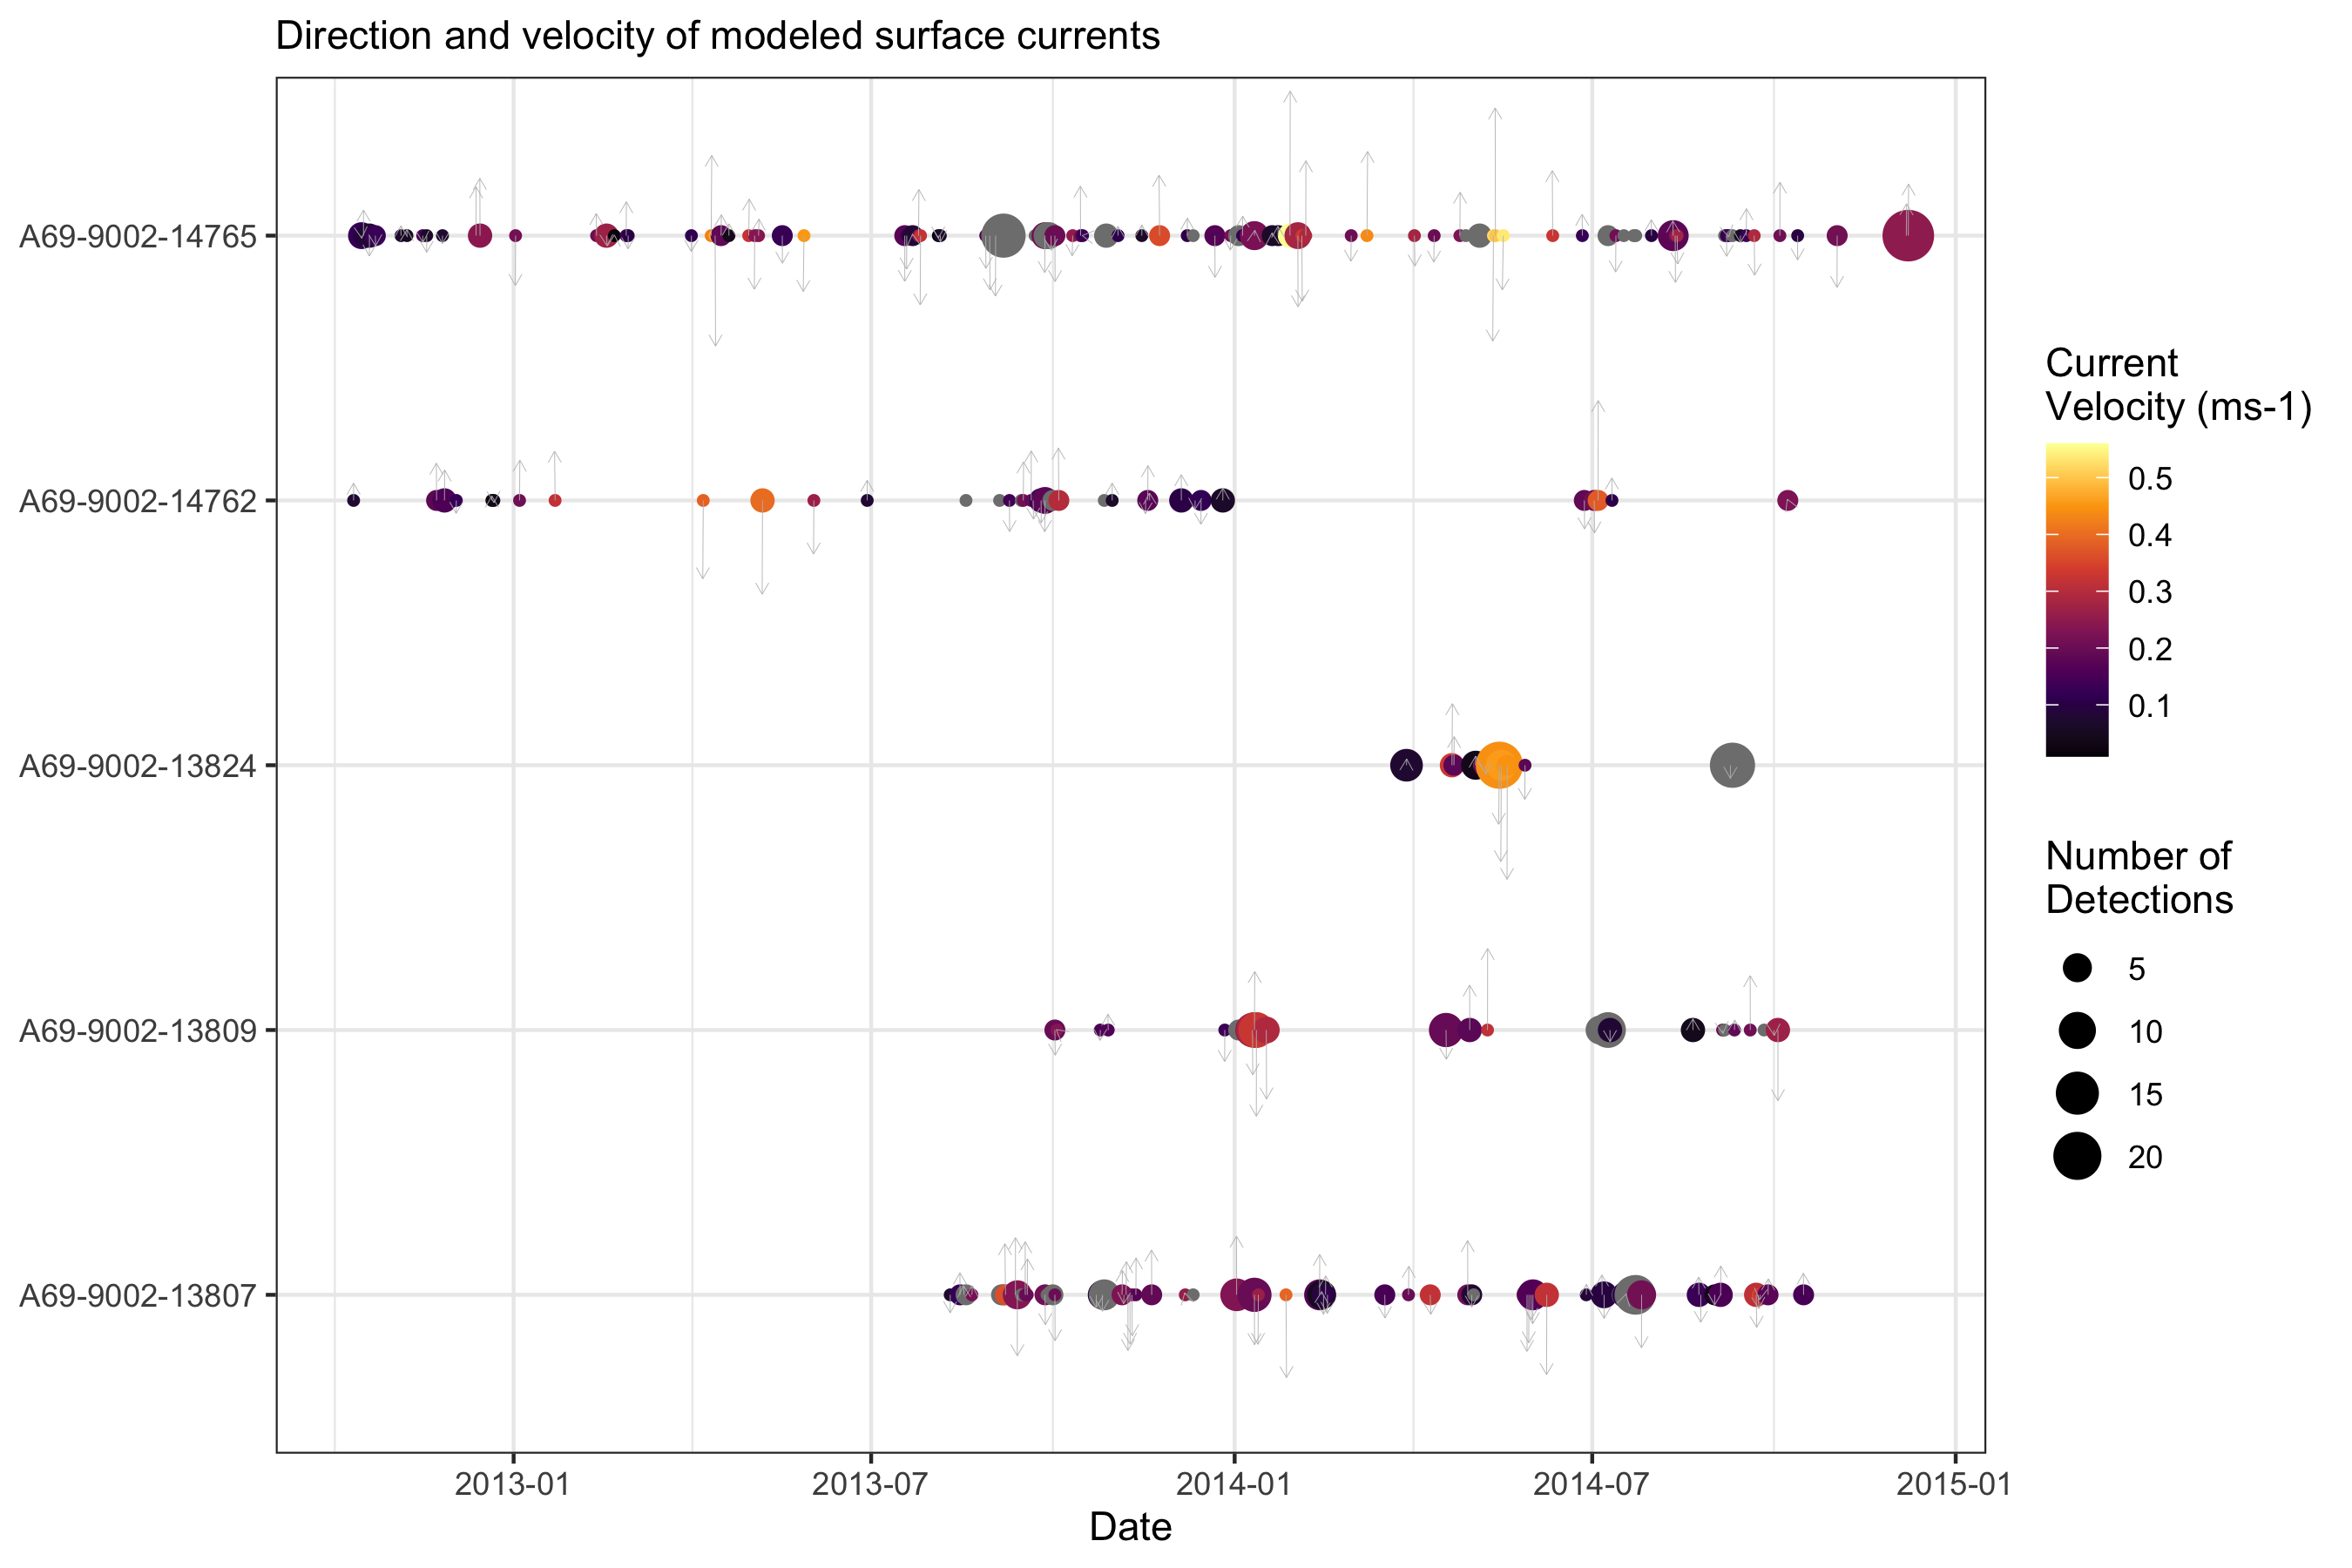 Direction and velocity of modeled surface currents
A69-9002-14765
A69-9002-14762
A69-9002-13824
A69-9002-13809
A69-9002-13807
2013-01
2013-07
2014-01
2014-07
2015-01
Date
Current
Velocity (ms-1)
0.5
0.4
0.3
0.2
0.1
Number of
Detections
5
10
15
20